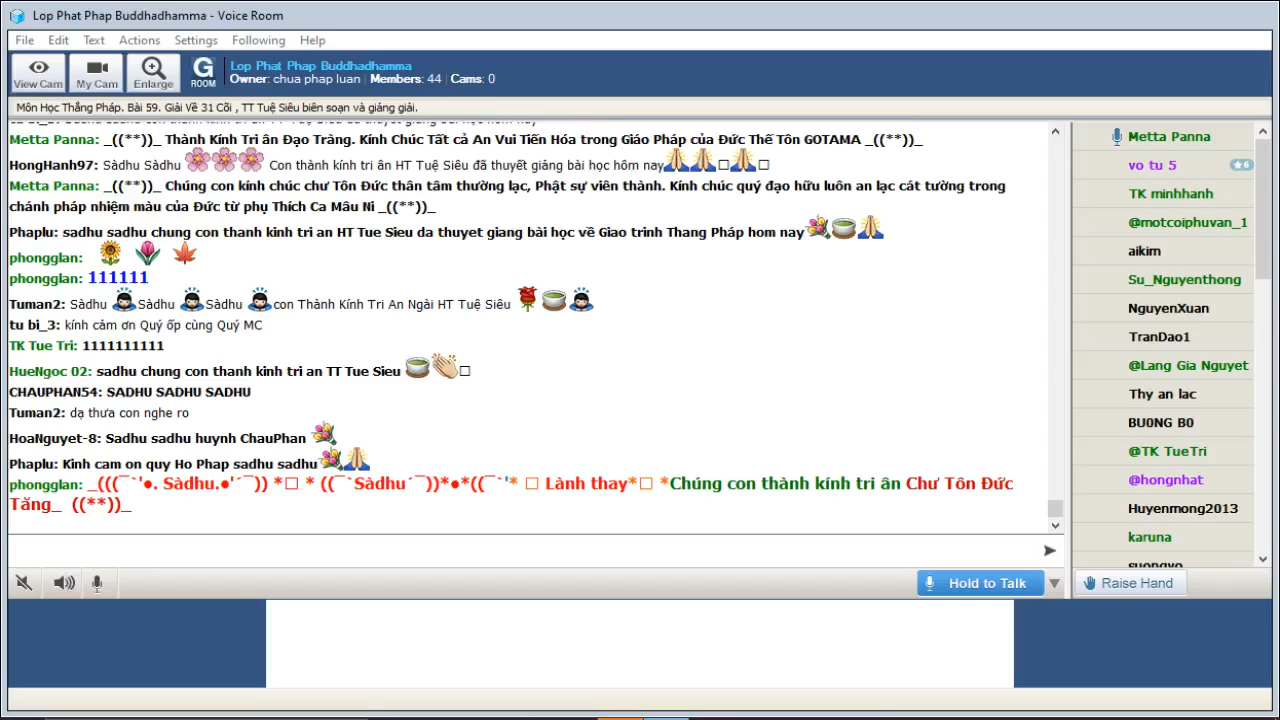 Lop Phat Phap Buddhadhamma - Voice Room
File Edit Text Actions Settings Following Help
View Cam My Cam Enlarge G ROOM
Lop Phat Phap Buddhadhamma
Owner: chua phap luan | Members: 44 | Cams: 0
Môn Học Thắng Pháp. Bài 59. Giải Về 31 Cõi , TT Tuệ Siêu biên soạn và giảng giải.
Metta Panna: _((**))_ Thành Kính Tri ân Đạo Tràng. Kính Chúc Tất cả An Vui Tiến Hóa trong Giáo Pháp của Đức Thế Tôn GOTAMA _((**))_
HongHanh97: Sàdhu Sàdhu Con thành kính tri ân HT Tuệ Siêu đã thuyết giảng bài học hôm nay
Metta Panna: _((**))_ Chúng con kính chúc chư Tôn Đức thân tâm thường lạc, Phật sự viên thành. Kính chúc quý đạo hữu luôn an lạc cát tường trong
chánh pháp nhiệm màu của Đức từ phụ Thích Ca Mâu Ni _((**))_
Phaplu: sadhu sadhu chung con thanh kinh tri an HT Tue Sieu da thuyet giang bài học về Giao trinh Thang Pháp hom nay
phongglan:
phongglan: 111111
Tuman2: Sàdhu Sàdhu Sàdhu con Thành Kính Tri An Ngài HT Tuệ Siêu
tu bi_3: kính cảm ơn Quý ốp cùng Quý MC
TK Tue Tri: 1111111111
HueNgoc 02: sadhu chung con thanh kinh tri an TT Tue Sieu
CHAUPHAN54: SADHU SADHU SADHU
Tuman2: dạ thưa con nghe ro
HoaNguyet-8: Sadhu sadhu huynh ChauPhan
Phaplu: Kinh cam on quy Ho Phap sadhu sadhu
phongglan: _(((¯`'●. Sàdhu.●'´¯)) *□ * ((¯`Sàdhu´¯))*●*((¯`'* □ Lành thay*□ *Chúng con thành kính tri ân Chư Tôn Đức
Tăng_ ((**))_
Metta Panna
vo tu 5 ★6
TK minhhanh
@motcoiphuvan_1
aikim
Su_Nguyenthong
NguyenXuan
TranDao1
@Lang Gia Nguyet
Thy an lac
BU0NG B0
@TK TueTri
@hongnhat
Huyenmong2013
karuna
Hold to Talk
Raise Hand